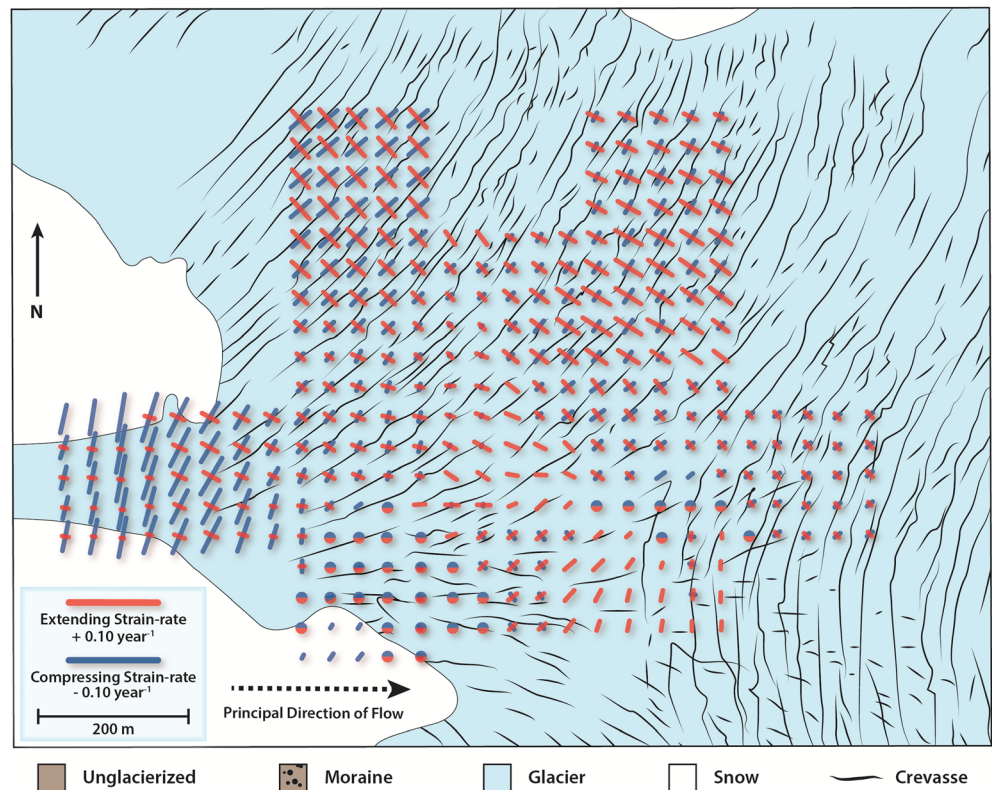 N
Extending Strain-rate
+ 0.10 year⁻¹
Compressing Strain-rate
- 0.10 year⁻¹
200 m
Principal Direction of Flow
Unglacierized
Moraine
Glacier
Snow
Crevasse